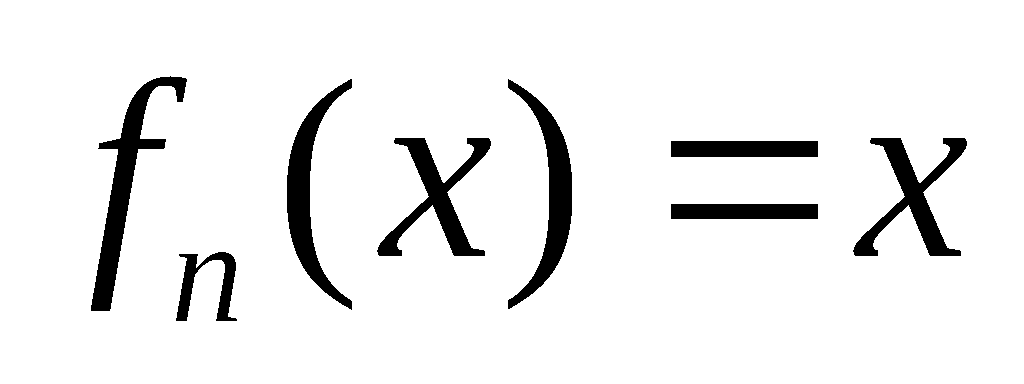 fₙ(x) = x